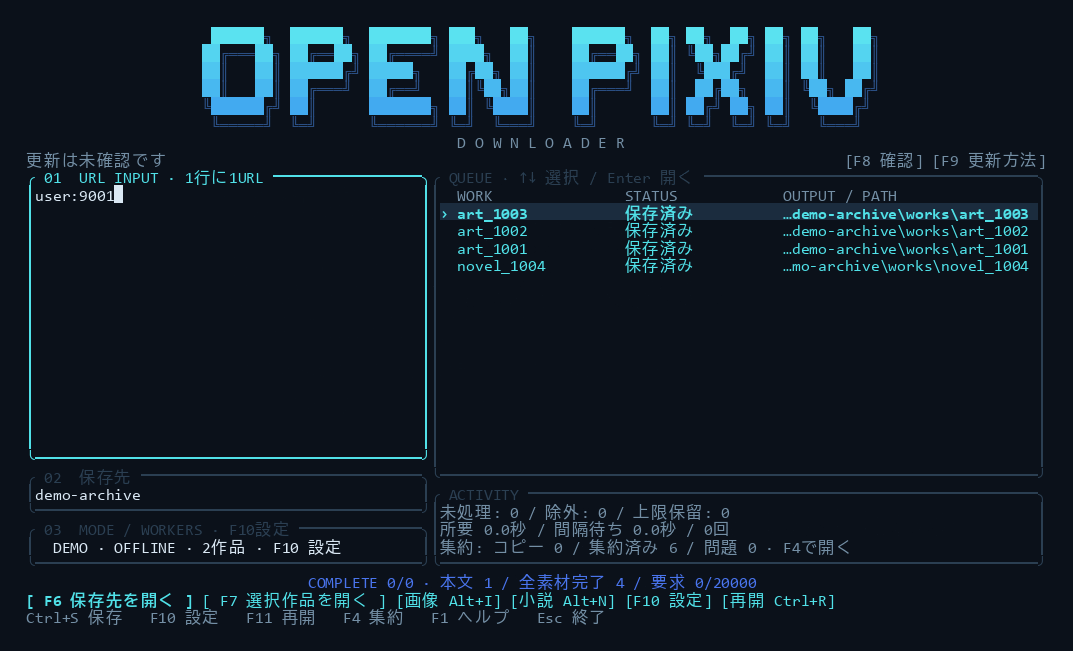 OPEN PIXIV
DOWNLOADER
更新は未確認です
[F8 確認] [F9 更新方法]
01 URL INPUT · 1行に1URL
user:9001
02 保存先
demo-archive
03 MODE / WORKERS · F10設定
DEMO · OFFLINE · 2作品 · F10 設定
QUEUE · ↑↓ 選択 / Enter 開く
WORK STATUS OUTPUT / PATH
› art_1003 保存済み …demo-archive\works\art_1003
art_1002 保存済み …demo-archive\works\art_1002
art_1001 保存済み …demo-archive\works\art_1001
novel_1004 保存済み …mo-archive\works\novel_1004
ACTIVITY
未処理: 0 / 除外: 0 / 上限保留: 0
所要 0.0秒 / 間隔待ち 0.0秒 / 0回
集約: コピー 0 / 集約済み 6 / 問題 0 · F4で開く
COMPLETE 0/0 · 本文 1 / 全素材完了 4 / 要求 0/20000
[ F6 保存先を開く ] [ F7 選択作品を開く ] [画像 Alt+I] [小説 Alt+N] [F10 設定] [再開 Ctrl+R]
Ctrl+S 保存 F10 設定 F11 再開 F4 集約 F1 ヘルプ Esc 終了